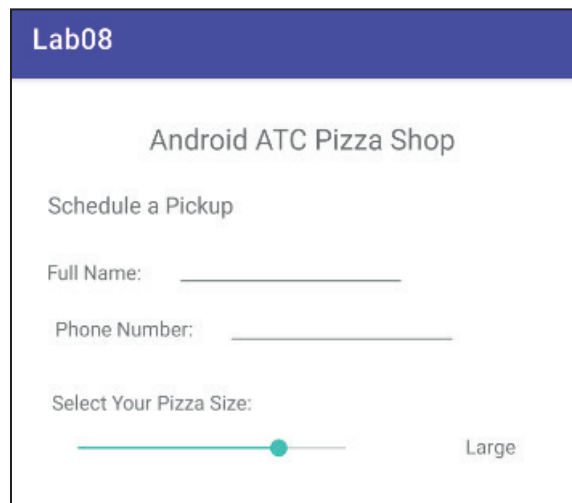 Lab08
Android ATC Pizza Shop
Schedule a Pickup
Full Name:
Phone Number:
Select Your Pizza Size:
Large